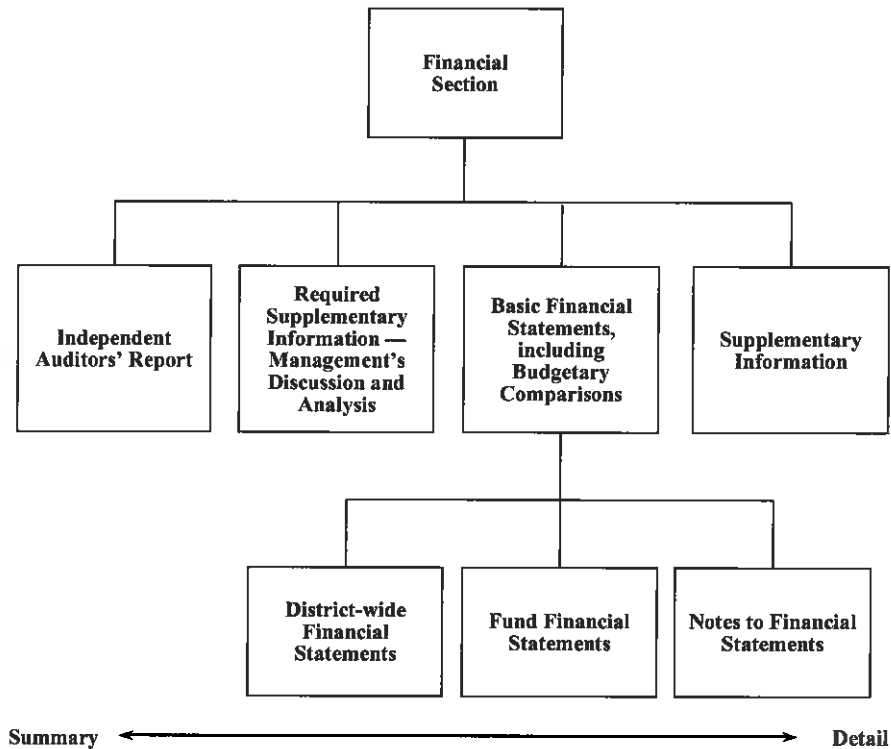 Financial
Section
Independent
Auditors' Report
Required
Supplementary
Information —
Management's
Discussion and
Analysis
Basic Financial
Statements,
including
Budgetary
Comparisons
Supplementary
Information
District-wide
Financial
Statements
Fund Financial
Statements
Notes to Financial
Statements
Summary
Detail